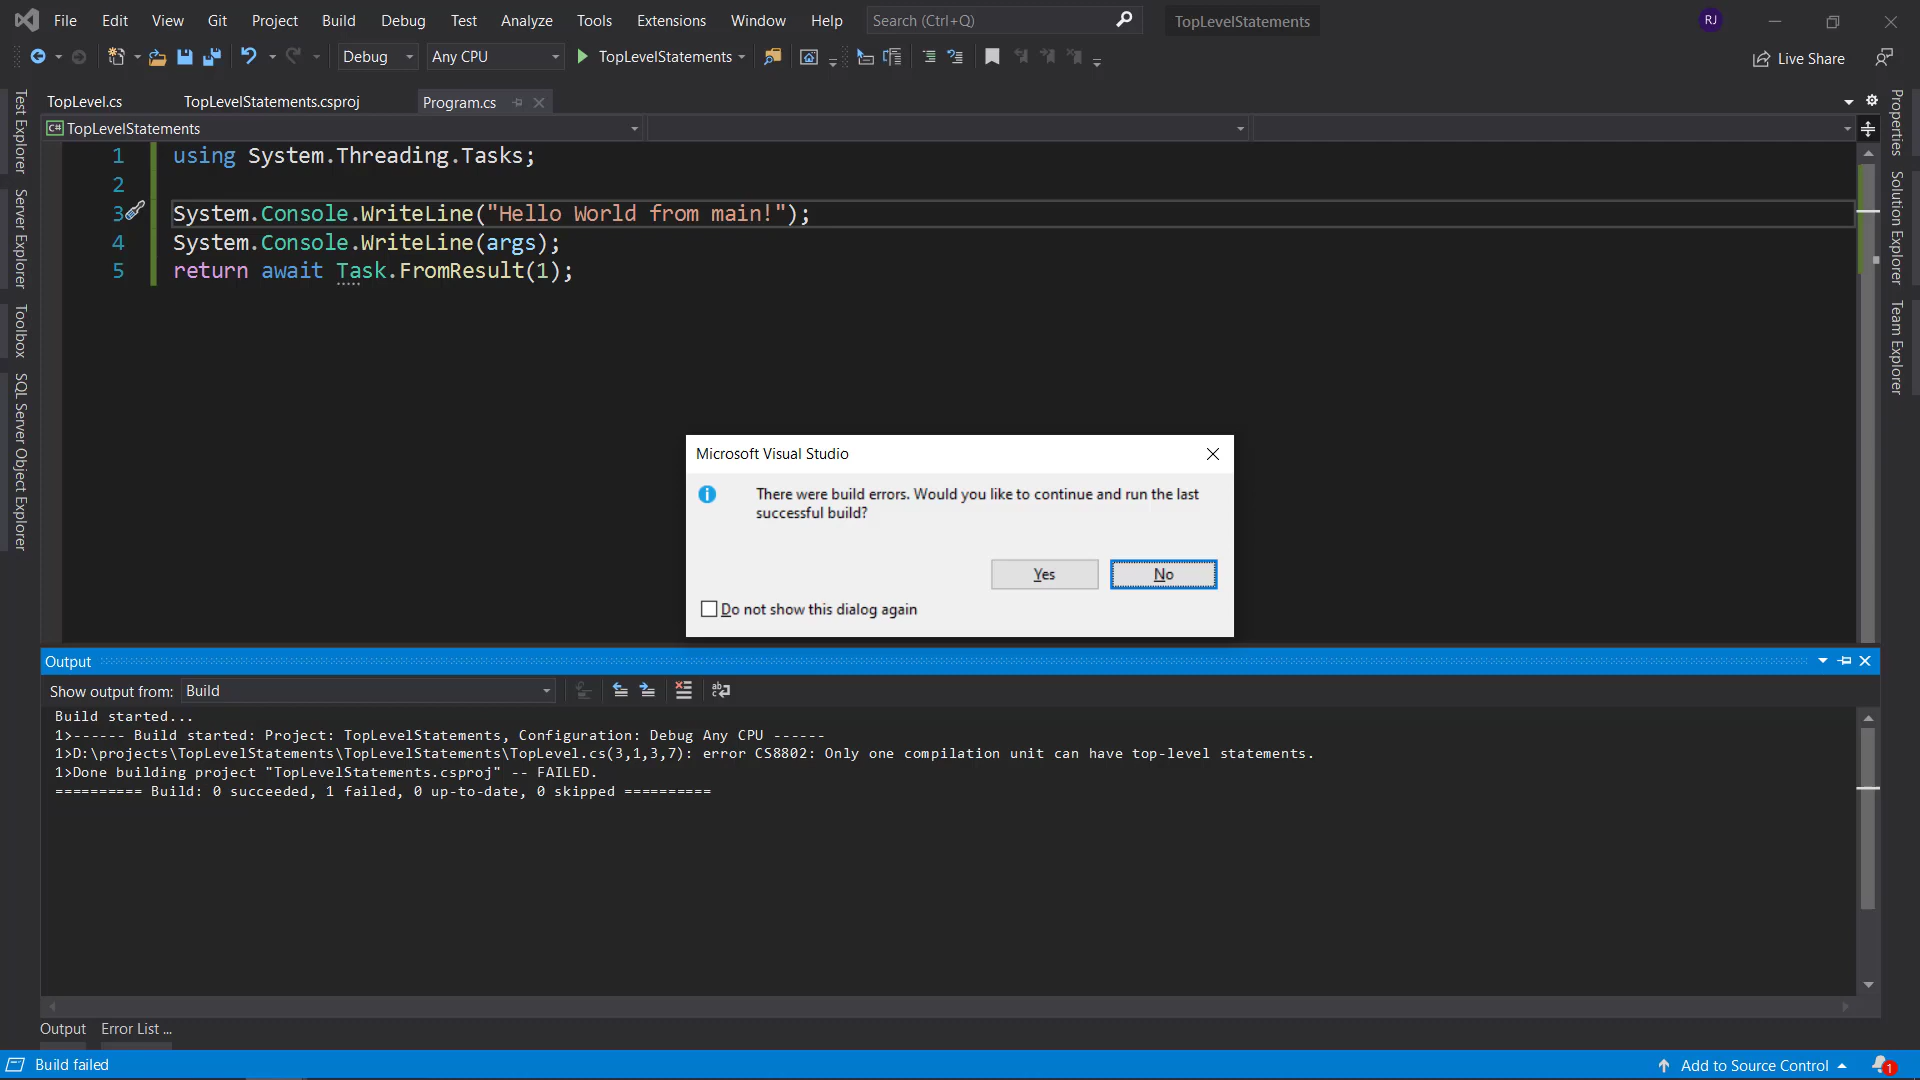 File Edit View Git Project Build Debug Test Analyze Tools Extensions Window Help Search (Ctrl+Q) TopLevelStatements RJ
Debug Any CPU TopLevelStatements Live Share
TopLevel.cs TopLevelStatements.csproj Program.cs
C# TopLevelStatements
Test Explorer
Server Explorer
Toolbox
SQL Server Object Explorer
1 using System.Threading.Tasks;
2
3 System.Console.WriteLine("Hello World from main!");
4 System.Console.WriteLine(args);
5 return await Task.FromResult(1);
Properties
Solution Explorer
Team Explorer
Microsoft Visual Studio
There were build errors. Would you like to continue and run the last
successful build?
Yes No
Do not show this dialog again
Output
Show output from: Build
Build started...
1>------ Build started: Project: TopLevelStatements, Configuration: Debug Any CPU ------
1>D:\projects\TopLevelStatements\TopLevelStatements\TopLevel.cs(3,1,3,7): error CS8802: Only one compilation unit can have top-level statements.
1>Done building project "TopLevelStatements.csproj" -- FAILED.
========== Build: 0 succeeded, 1 failed, 0 up-to-date, 0 skipped ==========
Output Error List ...
Build failed Add to Source Control 1